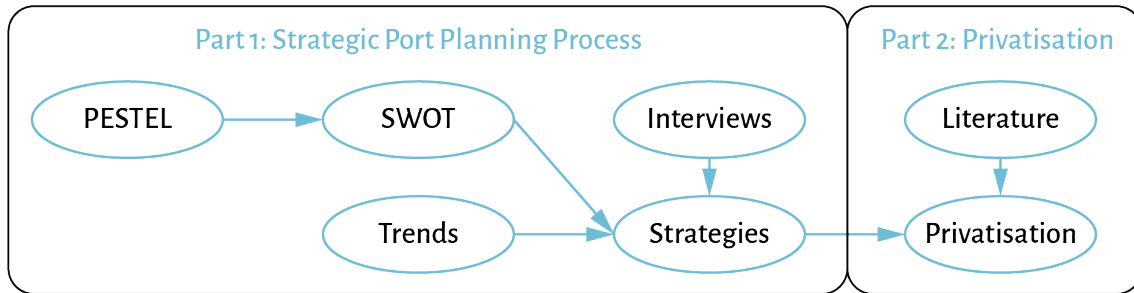 Part 1: Strategic Port Planning Process
Part 2: Privatisation
PESTEL
SWOT
Interviews
Literature
Trends
Strategies
Privatisation